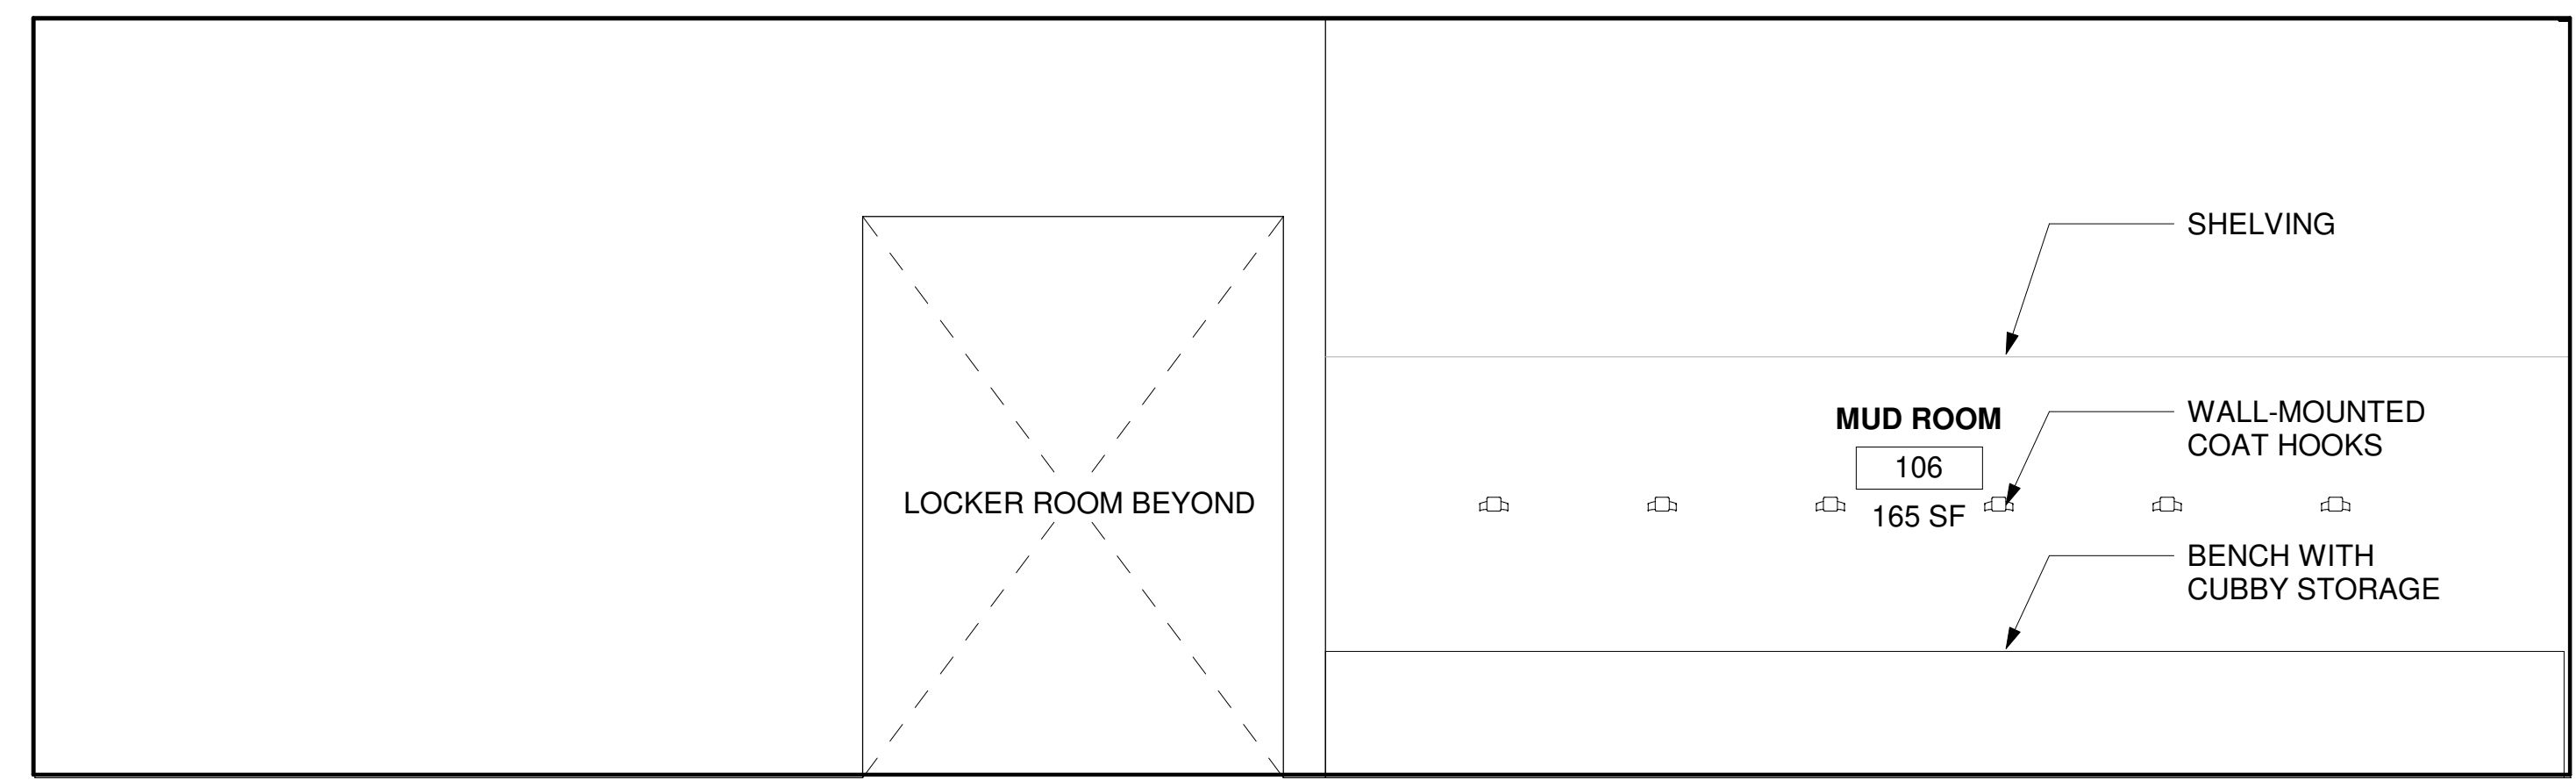 SHELVING
MUD ROOM
106
165 SF
WALL-MOUNTED
COAT HOOKS
LOCKER ROOM BEYOND
BENCH WITH
CUBBY STORAGE